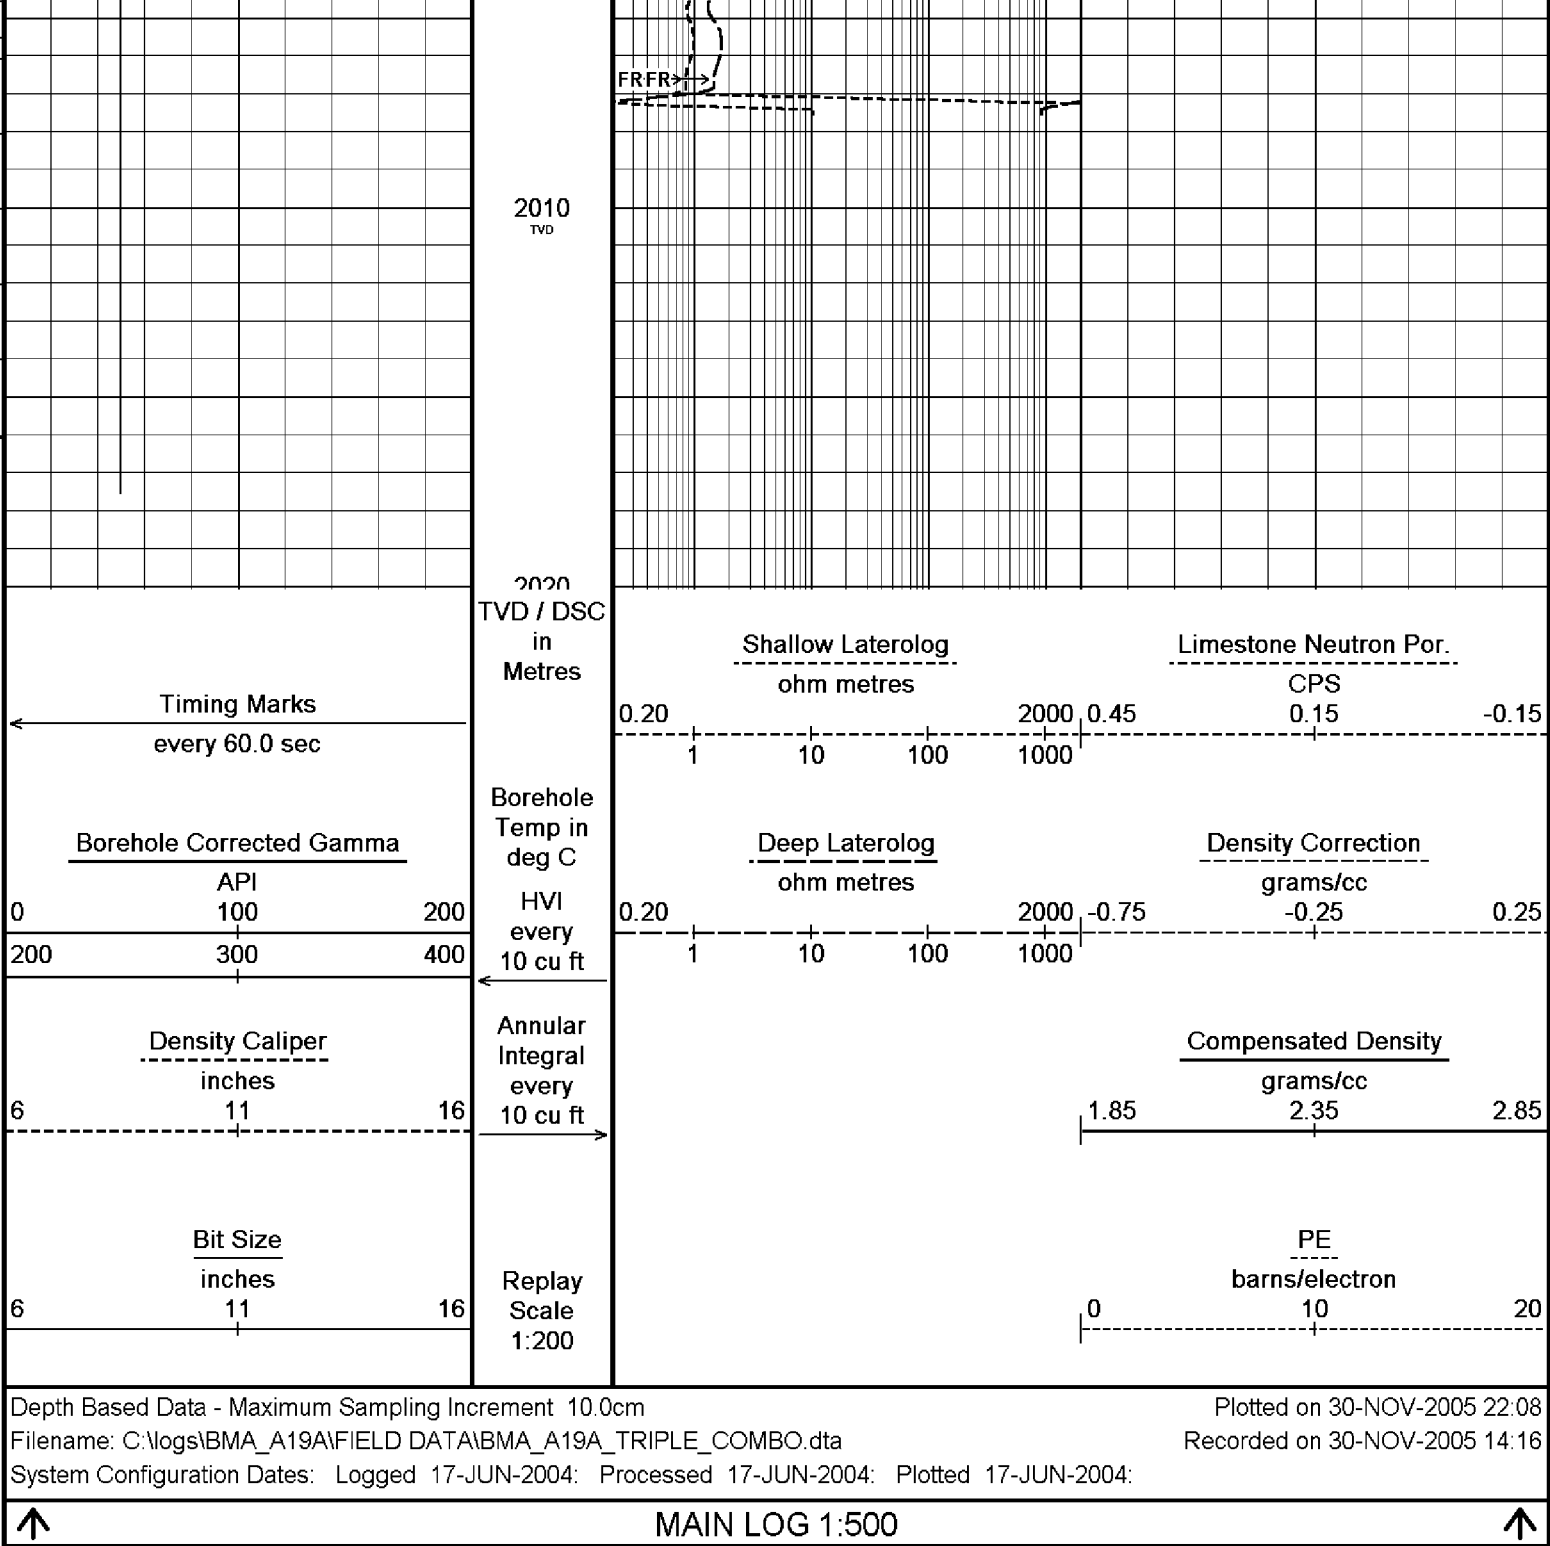 FR FR
2010
TVD
2020
TVD / DSC
in
Metres
Timing Marks
every 60.0 sec
Borehole Corrected Gamma
API
0 100 200
200 300 400
Density Caliper
inches
6 11 16
Bit Size
inches
6 11 16
Borehole
Temp in
deg C
HVI
every
10 cu ft
Annular
Integral
every
10 cu ft
Replay
Scale
1:200
Shallow Laterolog
ohm metres
0.20 2000
1 10 100 1000
Deep Laterolog
ohm metres
0.20 2000
1 10 100 1000
Limestone Neutron Por.
CPS
0.45 0.15 -0.15
Density Correction
grams/cc
-0.75 -0.25 0.25
Compensated Density
grams/cc
1.85 2.35 2.85
PE
barns/electron
0 10 20
Depth Based Data - Maximum Sampling Increment 10.0cm
Plotted on 30-NOV-2005 22:08
Filename: C:\logs\BMA_A19A\FIELD DATA\BMA_A19A_TRIPLE_COMBO.dta
Recorded on 30-NOV-2005 14:16
System Configuration Dates: Logged 17-JUN-2004: Processed 17-JUN-2004: Plotted 17-JUN-2004:
MAIN LOG 1:500